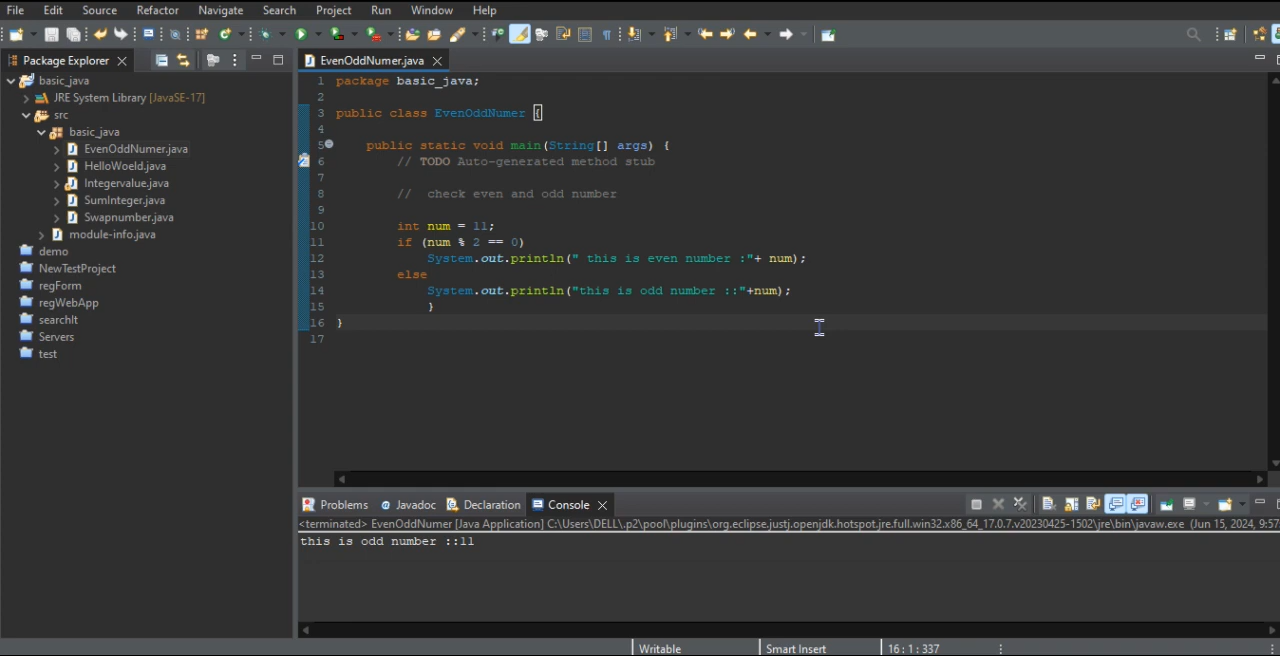 File Edit Source Refactor Navigate Search Project Run Window Help
Package Explorer
EvenOddNumer.java
basic_java
JRE System Library [JavaSE-17]
src
basic_java
EvenOddNumer.java
HelloWoeld.java
Integervalue.java
SumInteger.java
Swapnumber.java
module-info.java
demo
NewTestProject
regForm
regWebApp
searchIt
Servers
test
1 package basic_java;
2
3 public class EvenOddNumer {
4
5 public static void main(String[] args) {
6 // TODO Auto-generated method stub
7
8 // check even and odd number
9
10 int num = 11;
11 if (num % 2 == 0)
12 System.out.println(" this is even number :"+ num);
13 else
14 System.out.println("this is odd number ::"+num);
15 }
16 }
17
Problems @ Javadoc Declaration Console
<terminated> EvenOddNumer [Java Application] C:\Users\DELL\.p2\pool\plugins\org.eclipse.justj.openjdk.hotspot.jre.full.win32.x86_64_17.0.7.v20230425-1502\jre\bin\javaw.exe (Jun 15, 2024, 9:57
this is odd number ::11
Writable Smart Insert 16 : 1 : 337